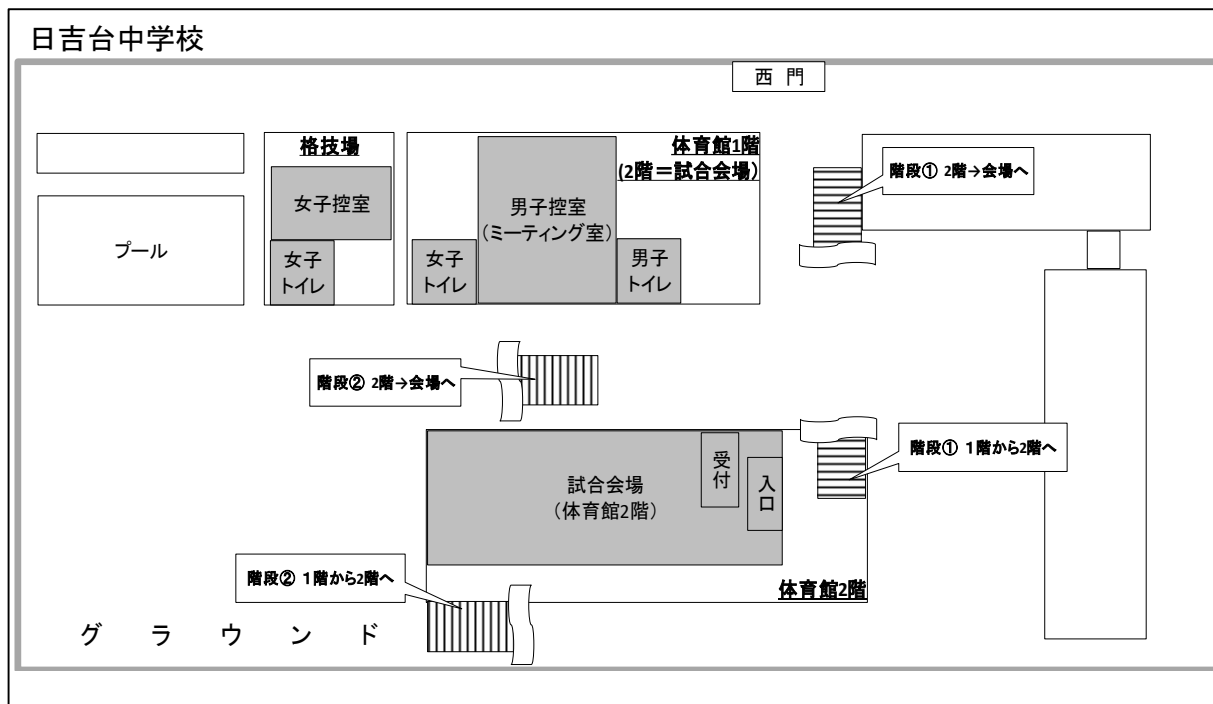 日吉台中学校
西 門
格技場
体育館1階
(2階=試合会場)
階段① 2階→会場へ
女子控室
男子控室
(ミーティング室)
プール
女子
トイレ
女子
トイレ
男子
トイレ
階段② 2階→会場へ
受付
階段① 1階から2階へ
入口
試合会場
(体育館2階)
階段② 1階から2階へ
体育館2階
グ ラ ウ ン ド